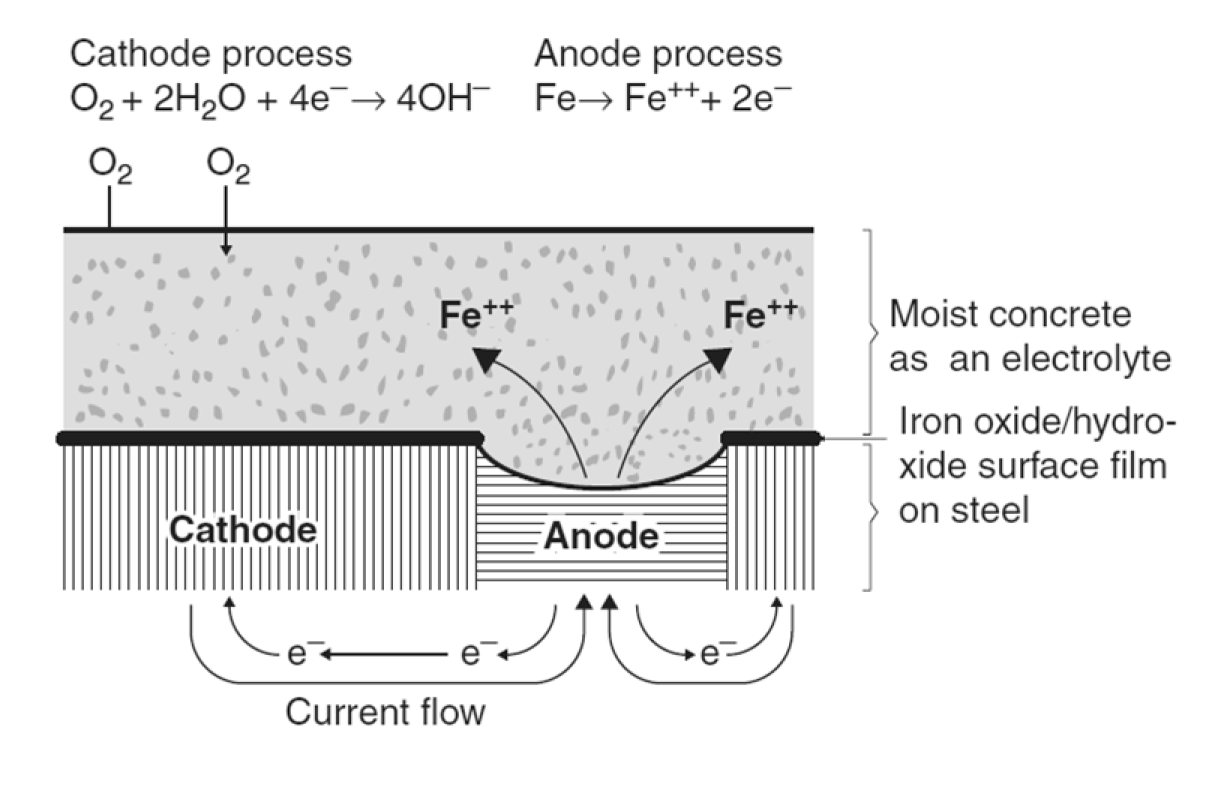 Cathode process
O₂ + 2H₂O + 4e⁻ → 4OH⁻
Anode process
Fe → Fe⁺⁺ + 2e⁻
O₂
O₂
Fe⁺⁺
Fe⁺⁺
Moist concrete
as an electrolyte
Iron oxide/hydro-
xide surface film
on steel
Cathode
Anode
e⁻
e⁻
e⁻
Current flow